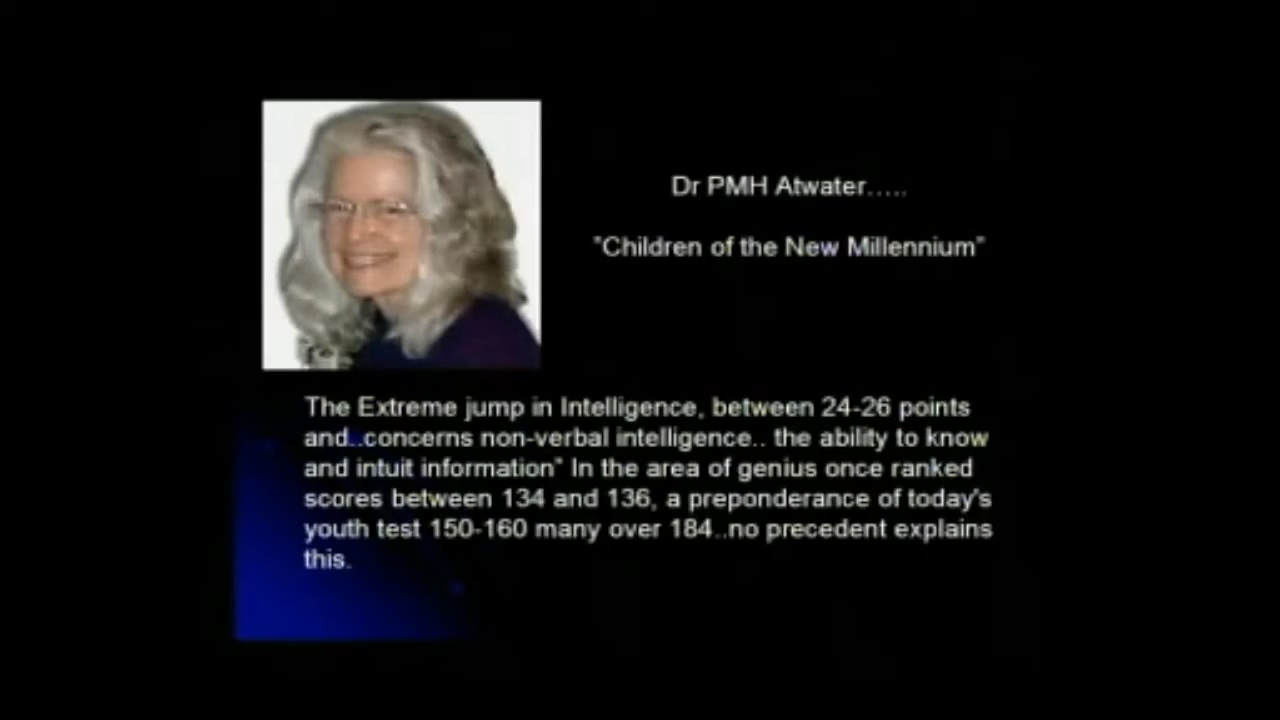 Dr PMH Atwater…..
"Children of the New Millennium"
The Extreme jump in Intelligence, between 24-26 points
and..concerns non-verbal intelligence.. the ability to know
and intuit information" In the area of genius once ranked
scores between 134 and 136, a preponderance of today's
youth test 150-160 many over 184..no precedent explains
this.